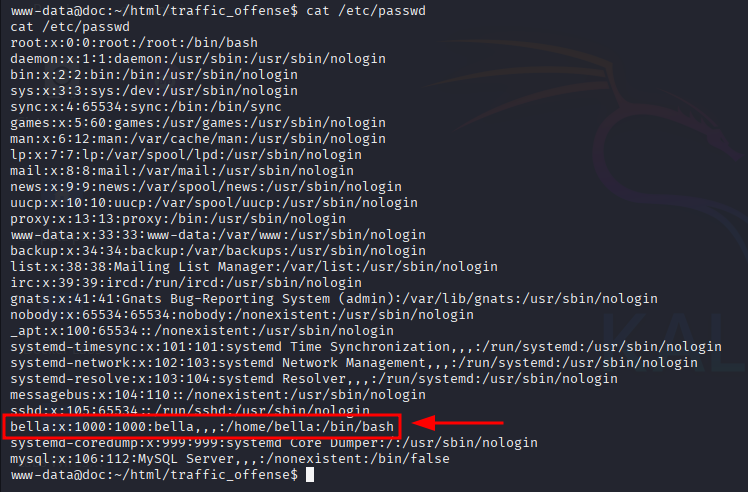 www-data@doc:~/html/traffic_offense$ cat /etc/passwd
cat /etc/passwd
root:x:0:0:root:/root:/bin/bash
daemon:x:1:1:daemon:/usr/sbin:/usr/sbin/nologin
bin:x:2:2:bin:/bin:/usr/sbin/nologin
sys:x:3:3:sys:/dev:/usr/sbin/nologin
sync:x:4:65534:sync:/bin:/bin/sync
games:x:5:60:games:/usr/games:/usr/sbin/nologin
man:x:6:12:man:/var/cache/man:/usr/sbin/nologin
lp:x:7:7:lp:/var/spool/lpd:/usr/sbin/nologin
mail:x:8:8:mail:/var/mail:/usr/sbin/nologin
news:x:9:9:news:/var/spool/news:/usr/sbin/nologin
uucp:x:10:10:uucp:/var/spool/uucp:/usr/sbin/nologin
proxy:x:13:13:proxy:/bin:/usr/sbin/nologin
www-data:x:33:33:www-data:/var/www:/usr/sbin/nologin
backup:x:34:34:backup:/var/backups:/usr/sbin/nologin
list:x:38:38:Mailing List Manager:/var/list:/usr/sbin/nologin
irc:x:39:39:ircd:/run/ircd:/usr/sbin/nologin
gnats:x:41:41:Gnats Bug-Reporting System (admin):/var/lib/gnats:/usr/sbin/nologin
nobody:x:65534:65534:nobody:/nonexistent:/usr/sbin/nologin
_apt:x:100:65534::/nonexistent:/usr/sbin/nologin
systemd-timesync:x:101:101:systemd Time Synchronization,,,:/run/systemd:/usr/sbin/nologin
systemd-network:x:102:103:systemd Network Management,,,:/run/systemd:/usr/sbin/nologin
systemd-resolve:x:103:104:systemd Resolver,,,:/run/systemd:/usr/sbin/nologin
messagebus:x:104:110::/nonexistent:/usr/sbin/nologin
sshd:x:105:65534::/run/sshd:/usr/sbin/nologin
bella:x:1000:1000:bella,,,:/home/bella:/bin/bash
systemd-coredump:x:999:999:systemd Core Dumper:/:/usr/sbin/nologin
mysql:x:106:112:MySQL Server,,,:/nonexistent:/bin/false
www-data@doc:~/html/traffic_offense$
KAL